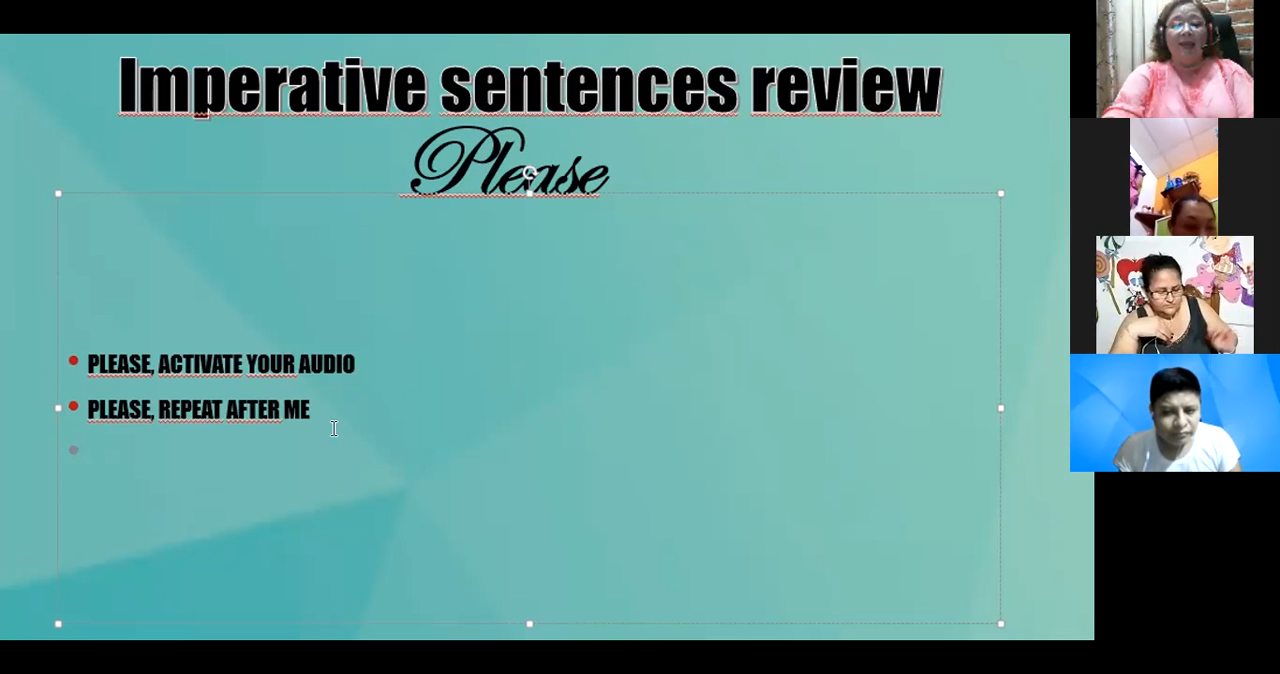 Imperative sentences review
Please
PLEASE, ACTIVATE YOUR AUDIO
PLEASE, REPEAT AFTER ME